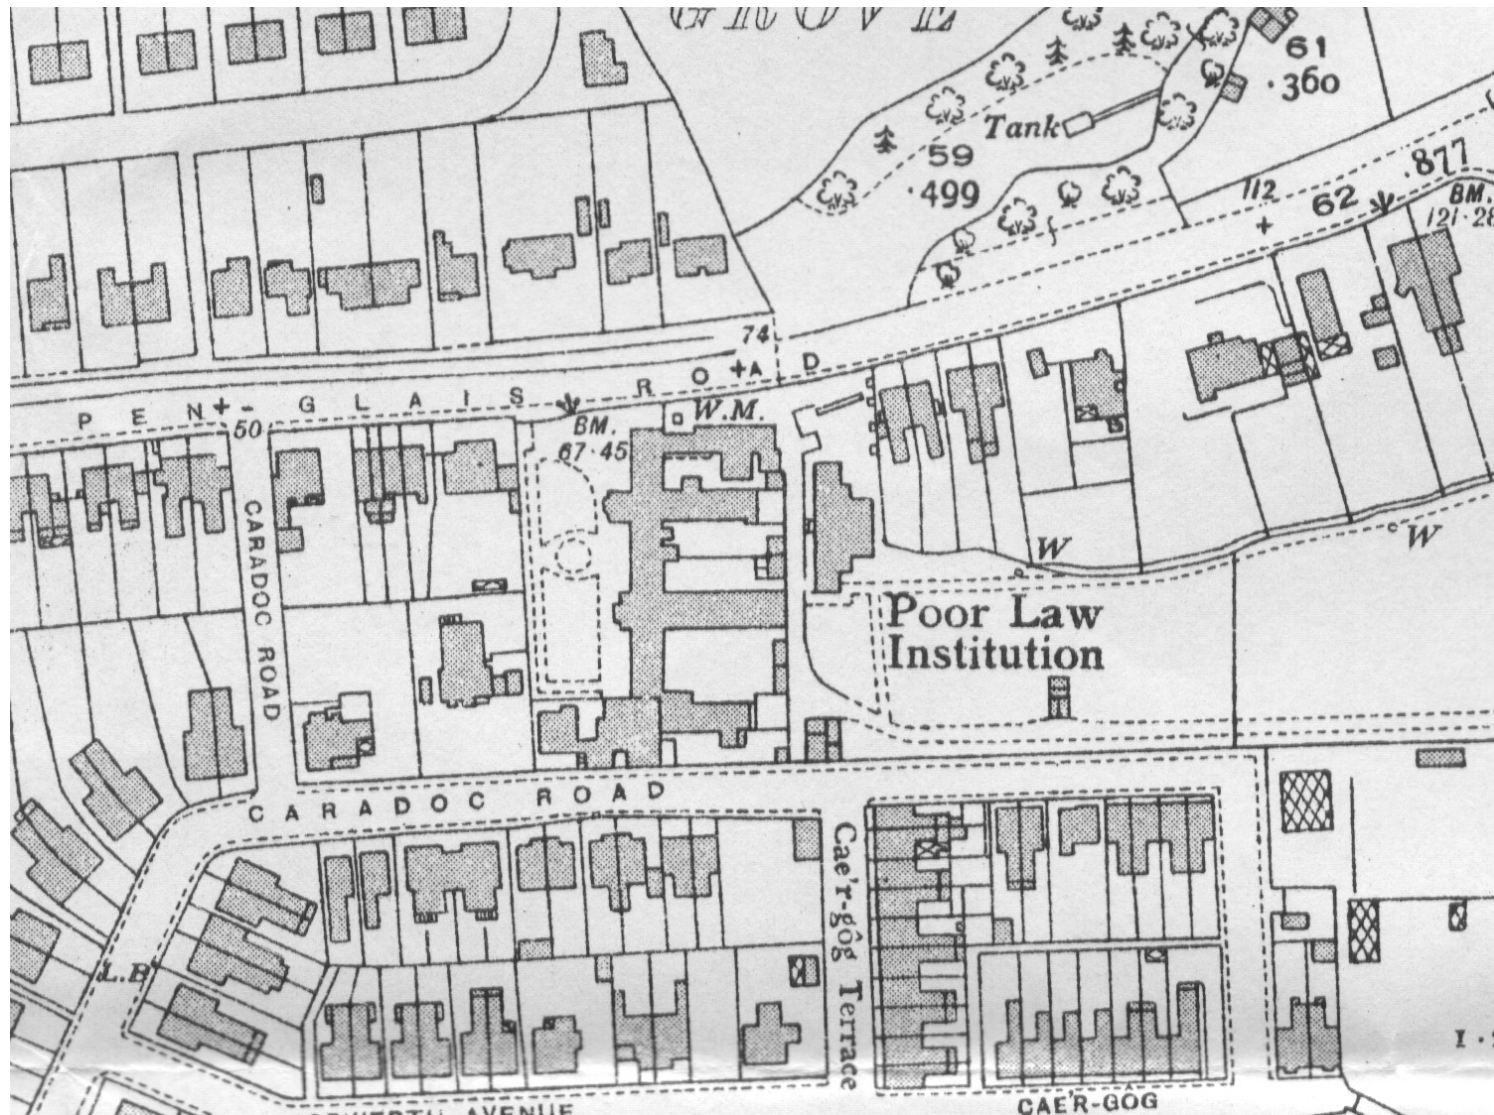 GROVE
61
.360
Tank
59
.499
.877
112
62
BM.
121.28
74
A
PEN-GLAIS ROAD
W.M.
50
BM.
67.45
W
W
CARADOC ROAD
Poor Law
Institution
CARADOC ROAD
Cae'r-gôg Terrace
L.B
AVENUE
CAE'R-GÔG